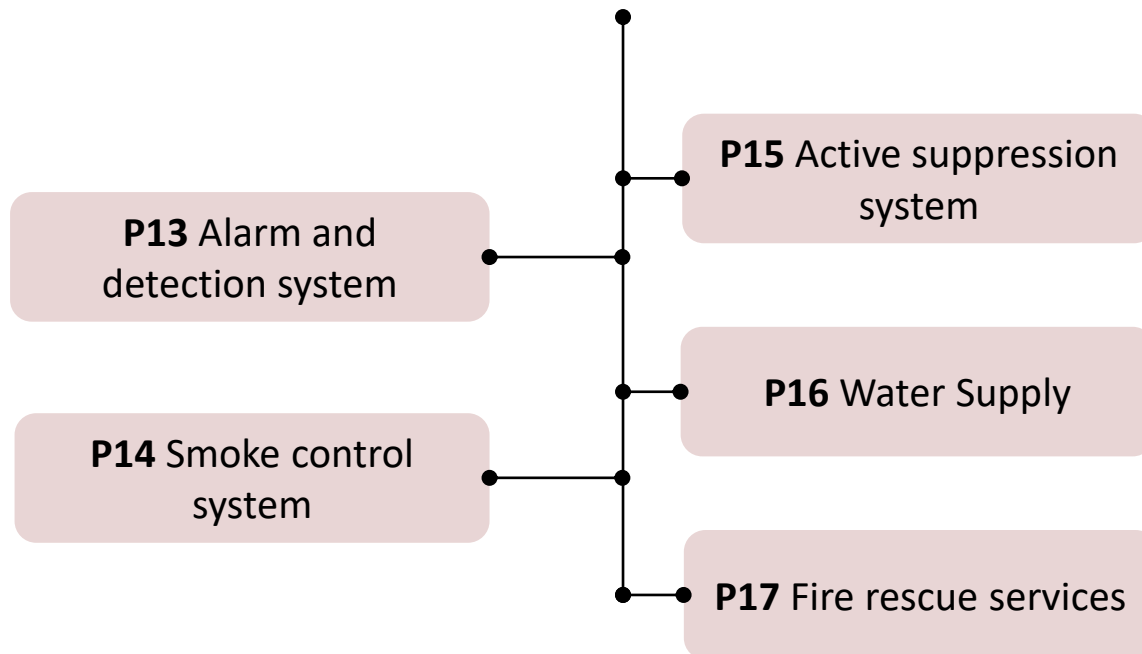 P13 Alarm and
detection system
P14 Smoke control
system
P15 Active suppression
system
P16 Water Supply
P17 Fire rescue services